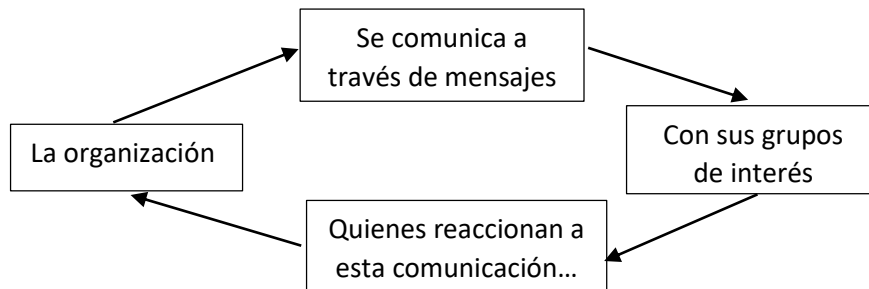 Se comunica a
través de mensajes
La organización
Con sus grupos
de interés
Quienes reaccionan a
esta comunicación…